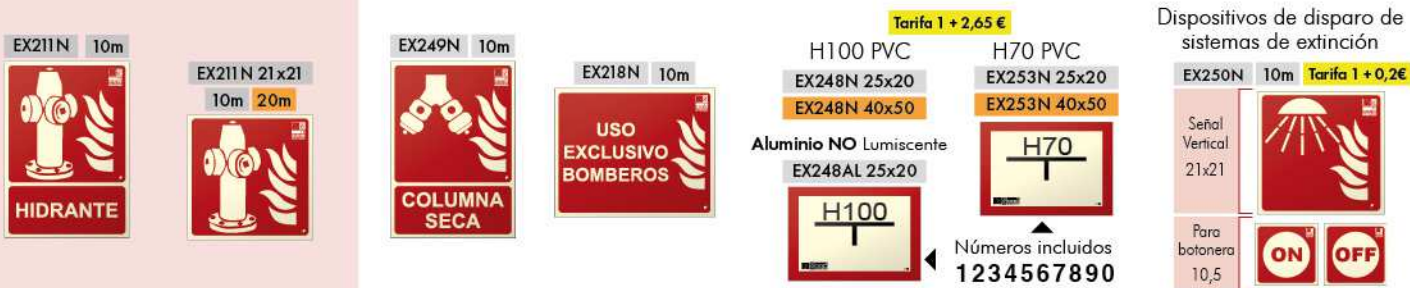 EX211N 10m
HIDRANTE
EX211N 21x21
10m 20m
EX249N 10m
COLUMNA
SECA
EX218N 10m
USO
EXCLUSIVO
BOMBEROS
Tarifa 1 + 2,65 €
H100 PVC
EX248N 25x20
EX248N 40x50
Aluminio NO Lumiscente
EX248AL 25x20
H100
H70 PVC
EX253N 25x20
EX253N 40x50
H70
Números incluidos
1234567890
Dispositivos de disparo de
sistemas de extinción
EX250N 10m Tarifa 1 + 0,2€
Señal
Vertical
21x21
Para
botonera
10,5
ON OFF